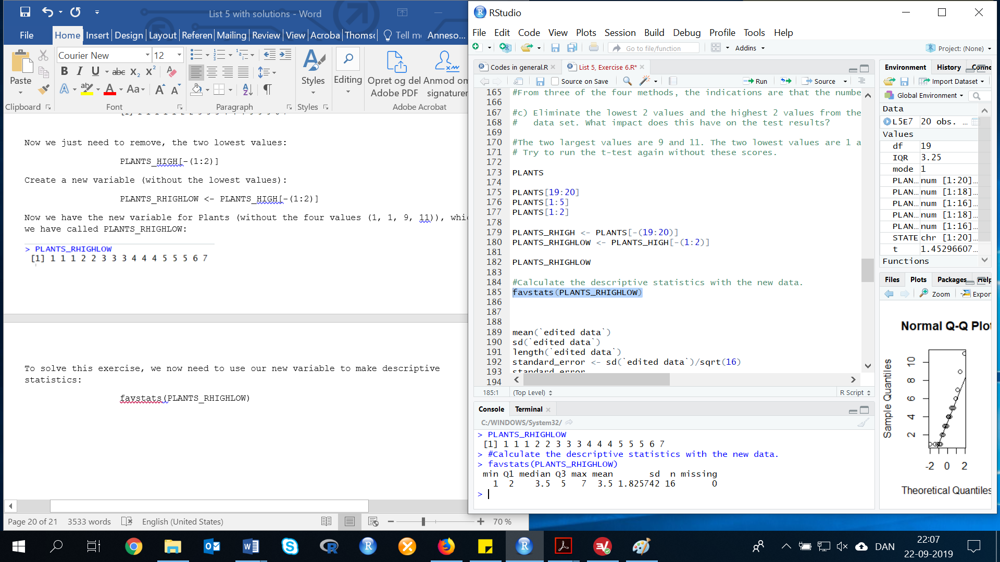 List 5 with solutions - Word
File Home Insert Design Layout Referen Mailing Review View Acroba Thoms Tell m Anneso...
Courier New 12
Paste
B I U abc X₂ X²
A ab A Aa A A
Styles
Editing
Opret og del Adobe PDF
Anmod on signaturer
Clipboard Font Paragraph Styles Adobe Acrobat
Now we just need to remove, the two lowest values:
PLANTS_HIGH[-(1:2)]
Create a new variable (without the lowest values):
PLANTS_RHIGHLOW <- PLANTS_HIGH[-(1:2)]
Now we have the new variable for Plants (without the four values (1, 1, 9, 11)), whic
we have called PLANTS_RHIGHLOW:
> PLANTS_RHIGHLOW
[1] 1 1 1 2 2 3 3 3 4 4 4 5 5 5 6 7
To solve this exercise, we now need to use our new variable to make descriptive
statistics:
favstats(PLANTS_RHIGHLOW)
Page 20 of 21 3533 words English (United States) 70 %
RStudio
File Edit Code View Plots Session Build Debug Profile Tools Help
Go to file/function Addins Project: (None)
Codes in general.R List 5, Exercise 6.R*
Source on Save Run Source
165 #From three of the four methods, the indications are that the numbe
166
167 #c) Eliminate the lowest 2 values and the highest 2 values from the
168 #   data set. What impact does this have on the test results?
169
170 #The two largest values are 9 and 11. The two lowest values are 1 a
171 # Try to run the t-test again without these scores.
172
173 PLANTS
174
175 PLANTS[19:20]
176 PLANTS[1:5]
177 PLANTS[1:2]
178
179 PLANTS_RHIGH <- PLANTS[-(19:20)]
180 PLANTS_RHIGHLOW <- PLANTS_HIGH[-(1:2)]
181
182 PLANTS_RHIGHLOW
183
184 #Calculate the descriptive statistics with the new data.
185 favstats(PLANTS_RHIGHLOW)
186
187
188
189 mean(`edited data`)
190 sd(`edited data`)
191 length(`edited data`)
192 standard_error <- sd(`edited data`)/sqrt(16)
193 standard_error
194
185:1 (Top Level) R Script
Console Terminal
C:/WINDOWS/System32/
> PLANTS_RHIGHLOW
[1] 1 1 1 2 2 3 3 3 4 4 4 5 5 5 6 7
> #Calculate the descriptive statistics with the new data.
> favstats(PLANTS_RHIGHLOW)
min Q1 median Q3 max mean sd n missing
1 2 3.5 5 7 3.5 1.825742 16 0
>
Environment History Conne
Import Dataset
Global Environment
Data
L5E7 20 obs. ...
Values
df 19
IQR 3.25
mode 1
PLAN... num [1:20]...
PLAN... num [1:18]...
PLAN... num [1:16]...
PLAN... num [1:18]...
PLAN... num [1:16]...
STATE chr [1:20]...
t 1.45296607...
Functions
Files Plots Packages Help
Zoom Expor
Normal Q-Q Plo
Sample Quantiles
10
8
6
4
2
-2 0 2
Theoretical Quantiles
DAN
22:07
22-09-2019